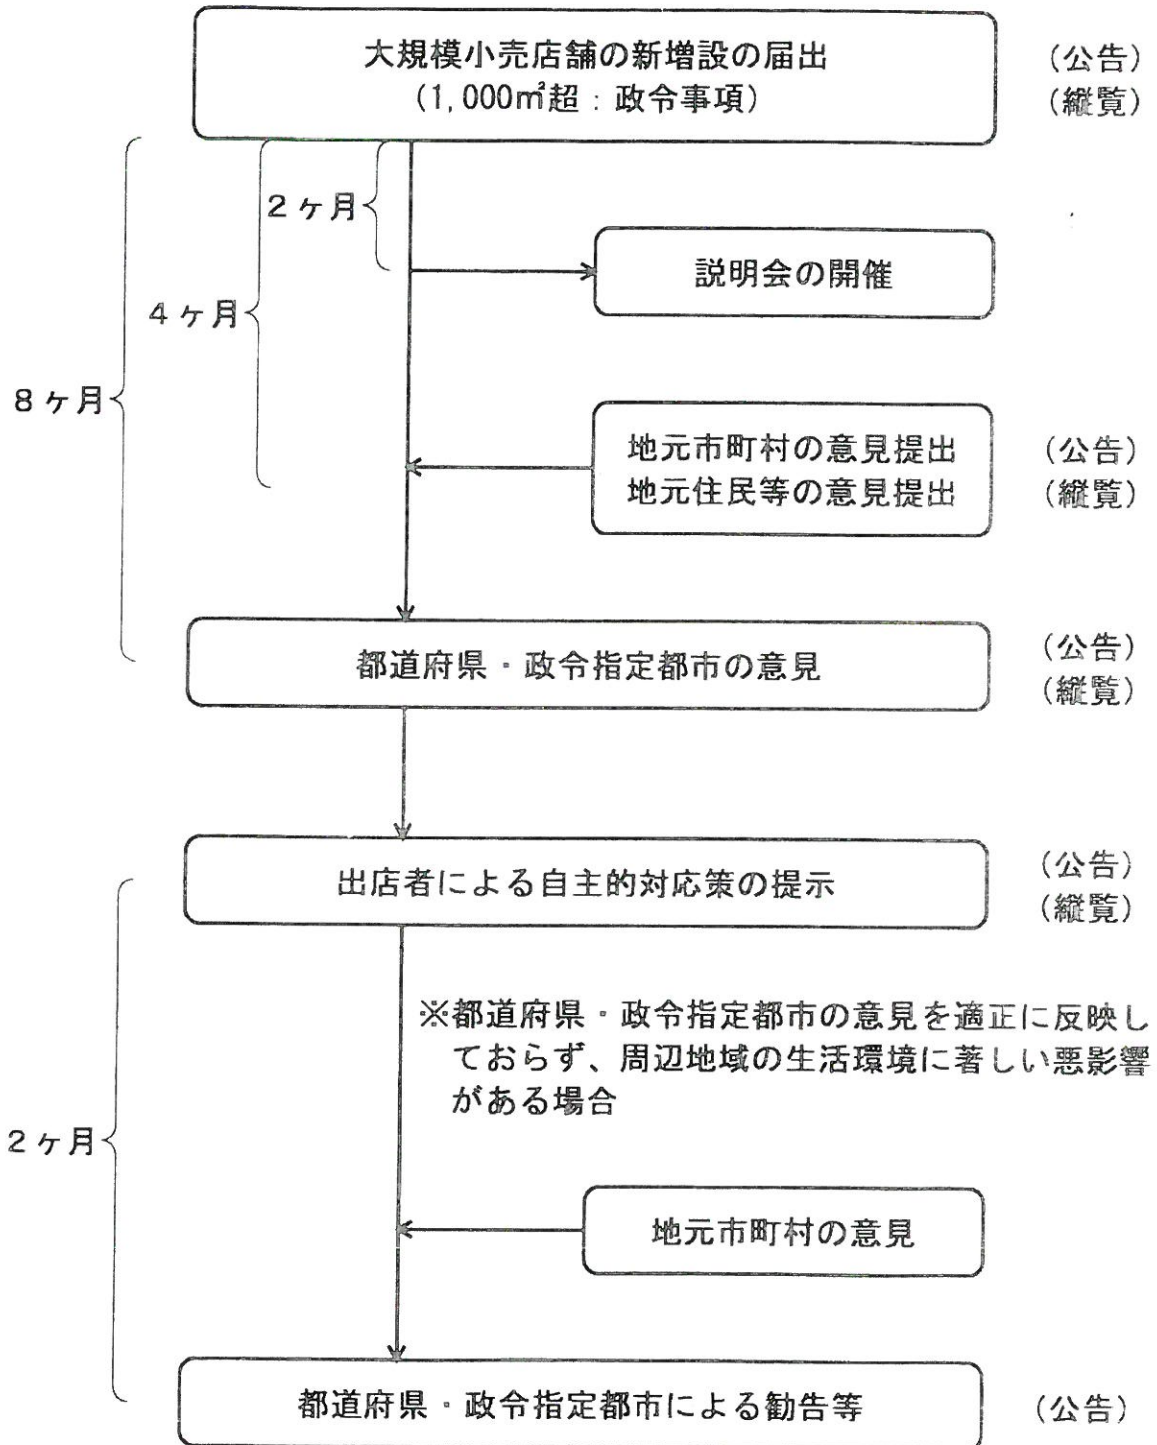 大規模小売店舗の新増設の届出
(1,000㎡超：政令事項)
(公告)
(縦覧)
2ヶ月
説明会の開催
4ヶ月
8ヶ月
地元市町村の意見提出
地元住民等の意見提出
(公告)
(縦覧)
都道府県・政令指定都市の意見
(公告)
(縦覧)
出店者による自主的対応策の提示
(公告)
(縦覧)
※都道府県・政令指定都市の意見を適正に反映し
ておらず、周辺地域の生活環境に著しい悪影響
がある場合
2ヶ月
地元市町村の意見
都道府県・政令指定都市による勧告等
(公告)